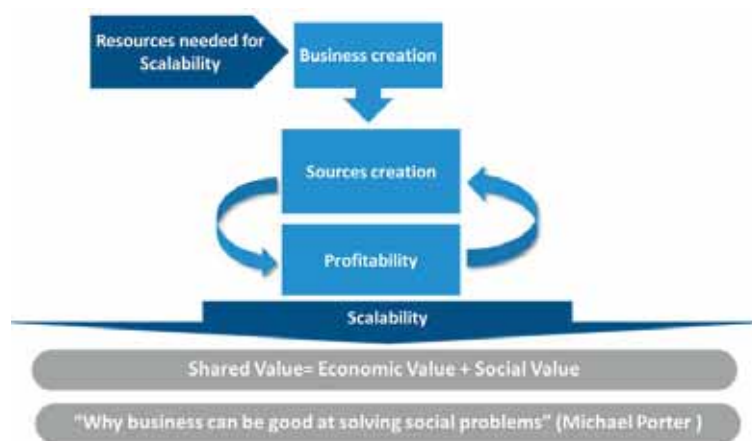 Resources needed for
Scalability
Business creation
Sources creation
Profitability
Scalability
Shared Value= Economic Value + Social Value
“Why business can be good at solving social problems” (Michael Porter )